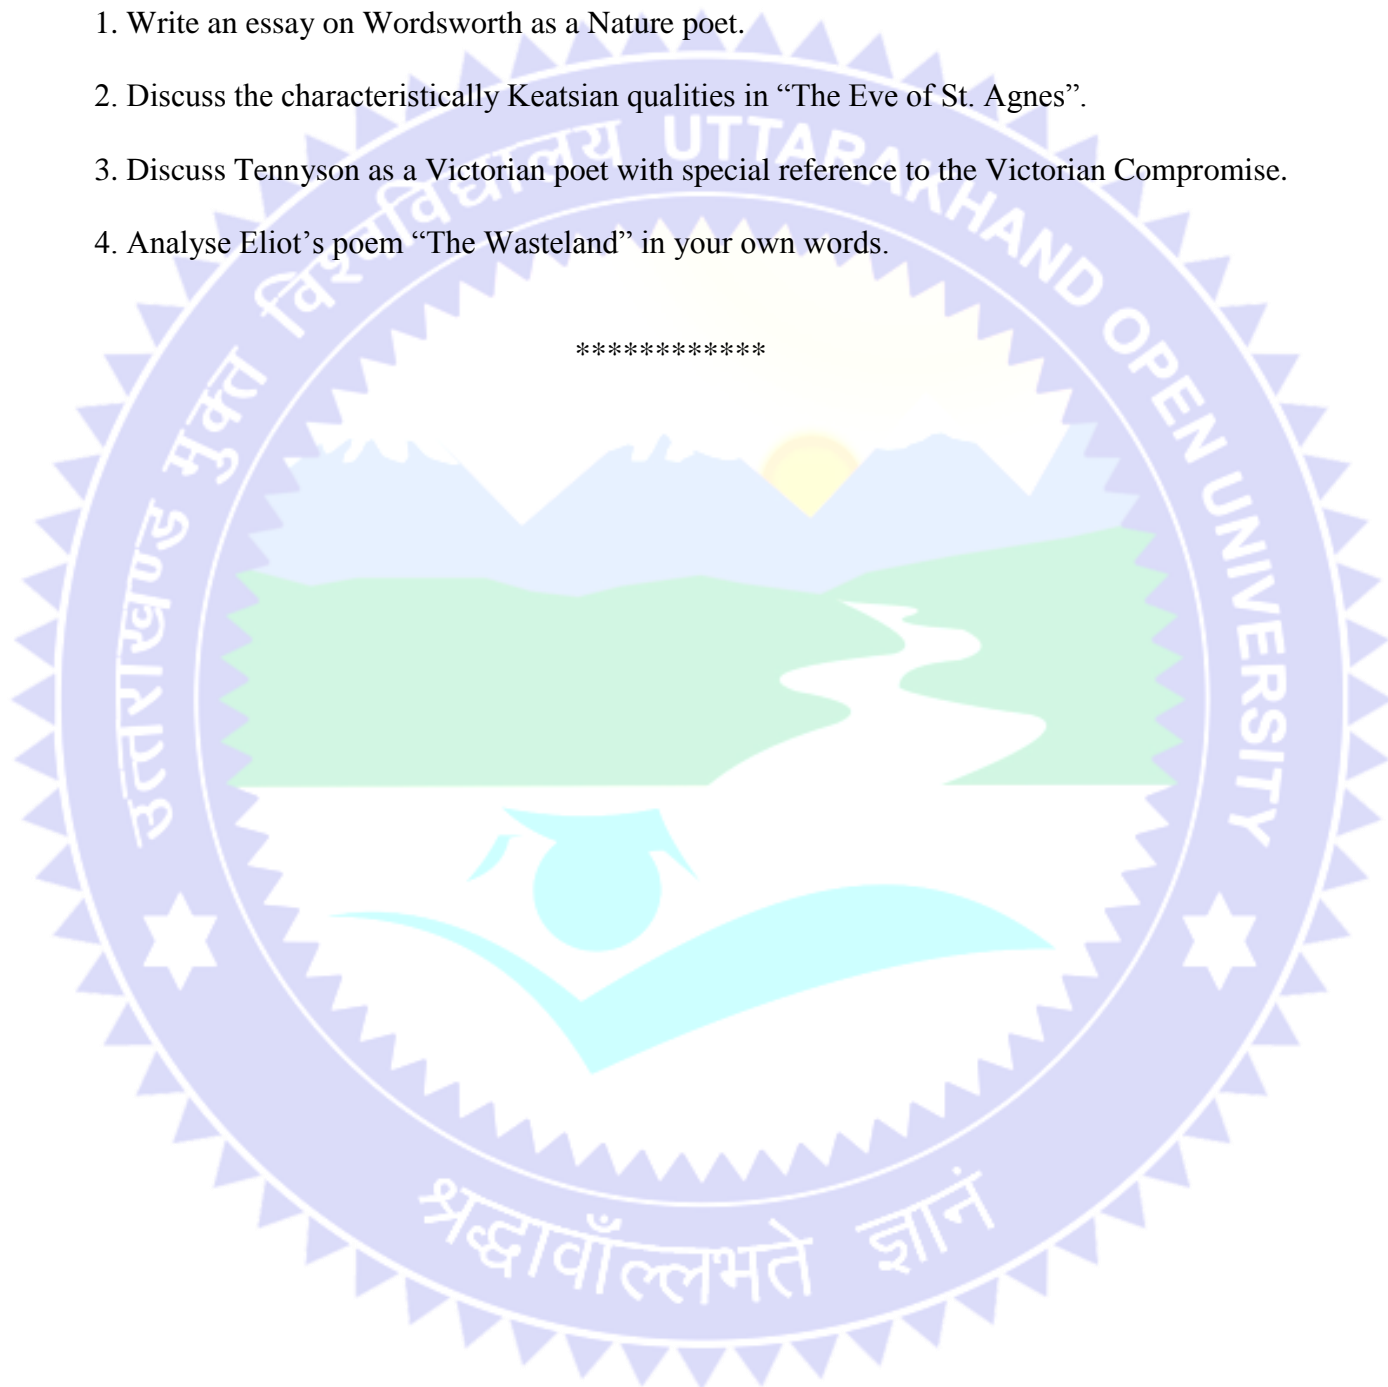 1. Write an essay on Wordsworth as a Nature poet.
2. Discuss the characteristically Keatsian qualities in “The Eve of St. Agnes”.
3. Discuss Tennyson as a Victorian poet with special reference to the Victorian Compromise.
4. Analyse Eliot’s poem “The Wasteland” in your own words.
************
उत्तराखण्ड मुक्त विश्वविद्यालय UTTARAKHAND OPEN UNIVERSITY
श्रद्धावाँल्लभते ज्ञानं